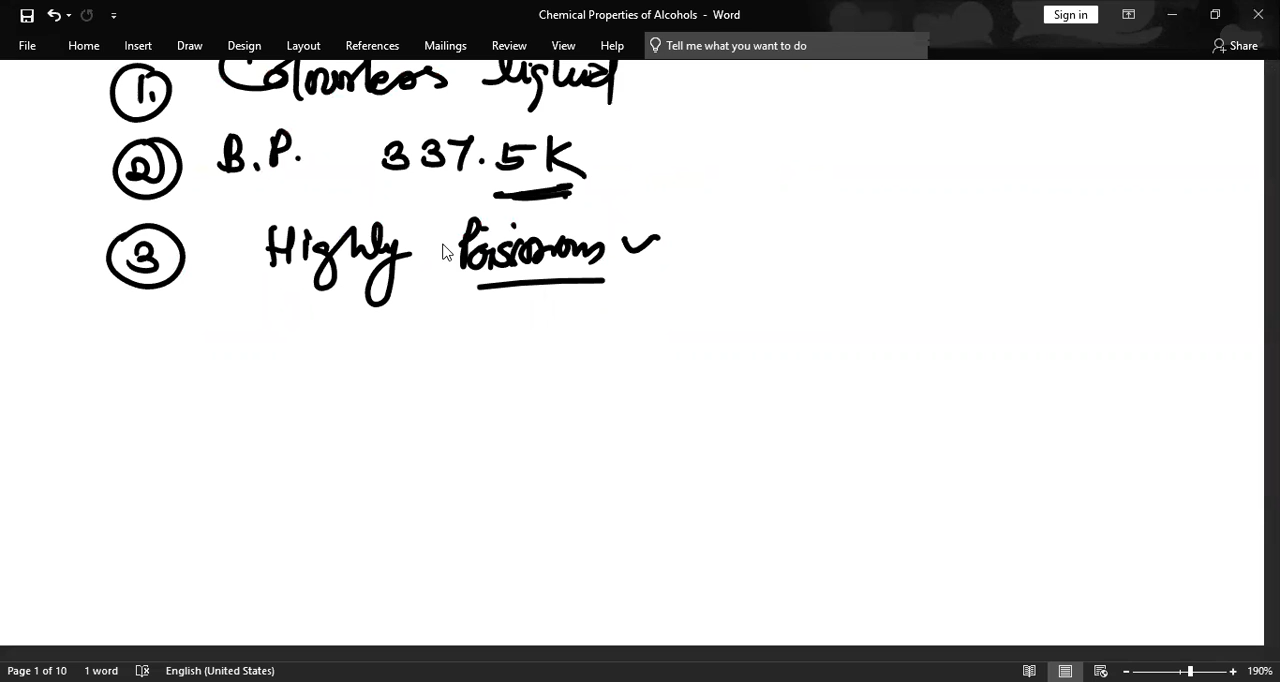 Chemical Properties of Alcohols - Word
Sign in
File Home Insert Draw Design Layout References Mailings Review View Help Tell me what you want to do Share
1. Colourless liquid
2 B.P. 337.5 K
3 Highly Poisionous
Page 1 of 10 1 word English (United States) 190%